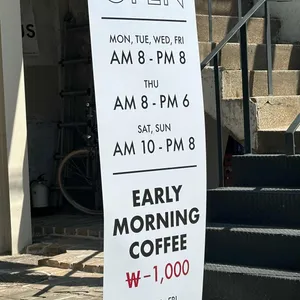 OPEN
MON, TUE, WED, FRI
AM 8 - PM 8
THU
AM 8 - PM 6
SAT, SUN
AM 10 - PM 8
EARLY
MORNING
COFFEE
₩-1,000